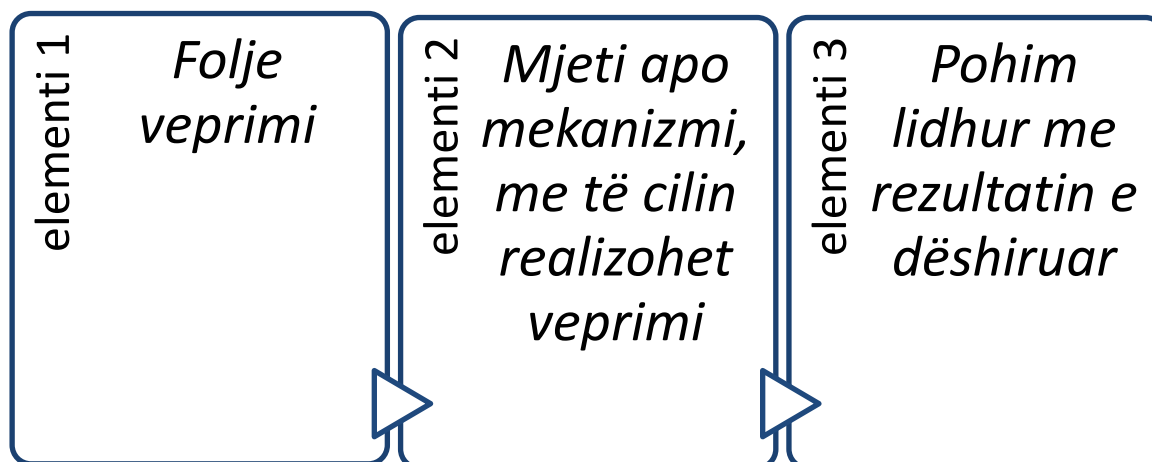 elementi 1
Folje
veprimi
elementi 2
Mjeti apo
mekanizmi,
me të cilin
realizohet
veprimi
elementi 3
Pohim
lidhur me
rezultatin e
dëshiruar